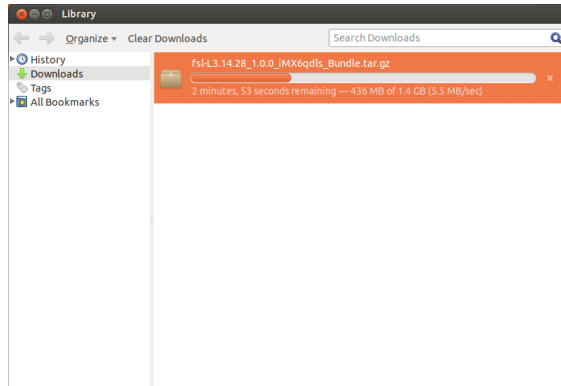 Library
Organize Clear Downloads Search Downloads
History
Downloads
Tags
All Bookmarks
fsl-L3.14.28_1.0.0_iMX6qdls_Bundle.tar.gz
2 minutes, 53 seconds remaining — 436 MB of 1.4 GB (5.5 MB/sec)